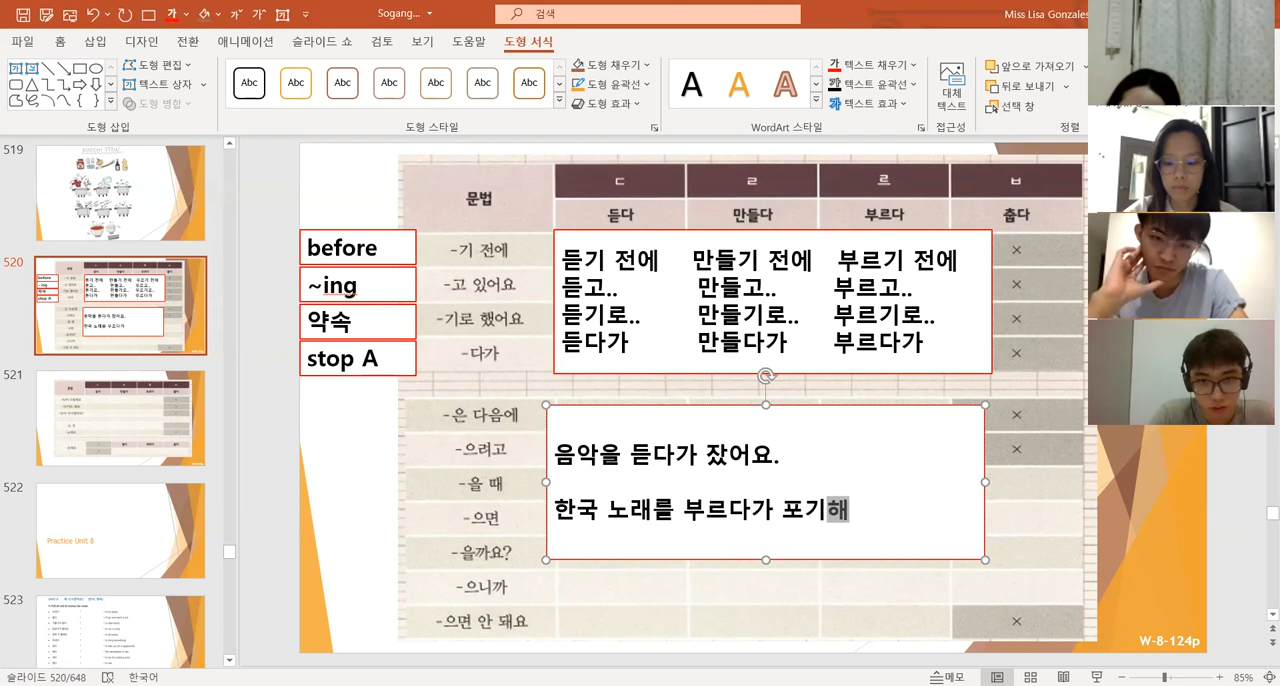 Sogang...
검색
Miss Lisa Gonzales
파일 홈 삽입 디자인 전환 애니메이션 슬라이드 쇼 검토 보기 도움말 도형 서식
도형 편집
텍스트 상자
도형 병합
도형 삽입
Abc Abc Abc Abc Abc Abc Abc
도형 채우기
도형 윤곽선
도형 효과
도형 스타일
A A A
텍스트 채우기
텍스트 윤곽선
텍스트 효과
WordArt 스타일
대체
텍스트
접근성
앞으로 가져오기
뒤로 보내기
선택 창
정렬
519
520
521
522
Practice Unit 8
523
문법 ㄷ ㄹ 르 ㅂ
듣다 만들다 부르다 춥다
before
~ing
약속
stop A
-기 전에
-고 있어요
-기로 했어요
-다가
듣기 전에 만들기 전에 부르기 전에
듣고.. 만들고.. 부르고..
듣기로.. 만들기로.. 부르기로..
듣다가 만들다가 부르다가
×
×
×
×
-은 다음에 ×
-으려고 ×
-을 때
-으면
-을까요?
-으니까
-으면 안 돼요 ×
음악을 듣다가 잤어요.
한국 노래를 부르다가 포기해
W-8-124p
슬라이드 520/648 한국어
메모
85%